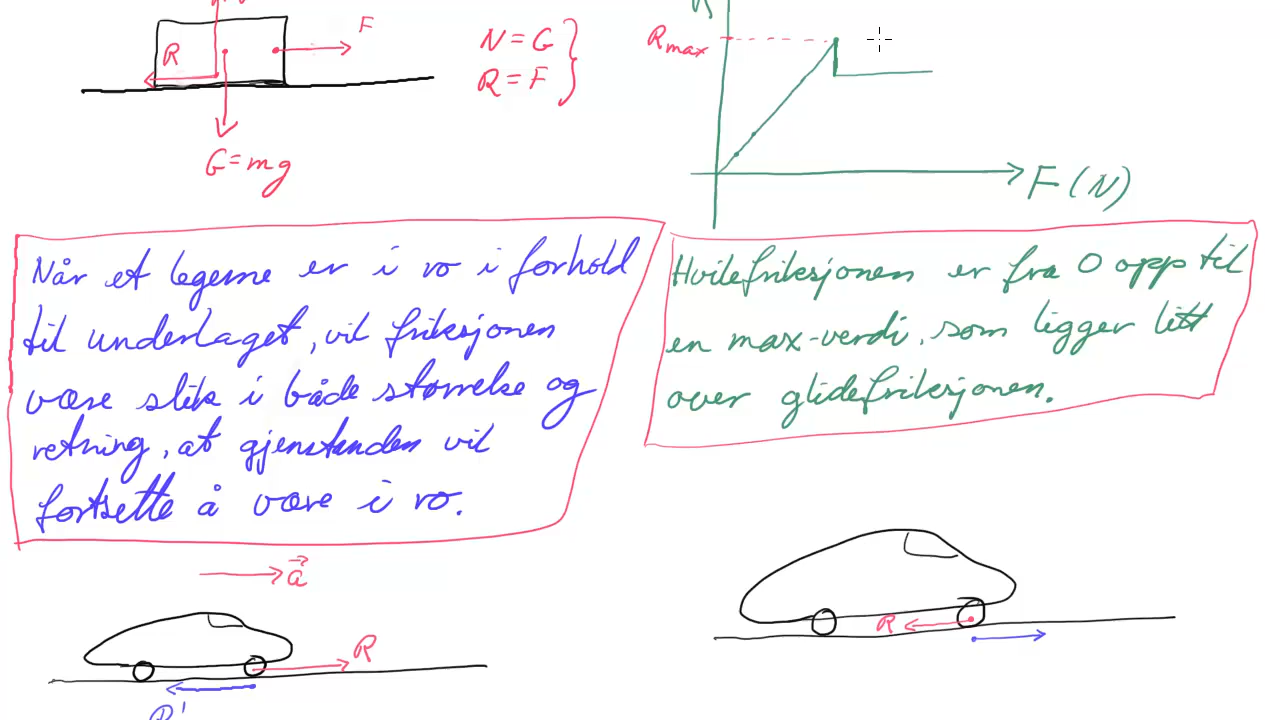 F
R
N = G
R = F
G = mg
R
Rmax
F (N)
Når et legeme er i ro i forhold
til underlaget, vil friksjonen
være slik i både størrelse og
retning, at gjenstanden vil
fortsette å være i ro.
Hvilefriksjonen er fra 0 opp til
en max-verdi, som ligger litt
over glidefriksjonen.
a
R
R'
R